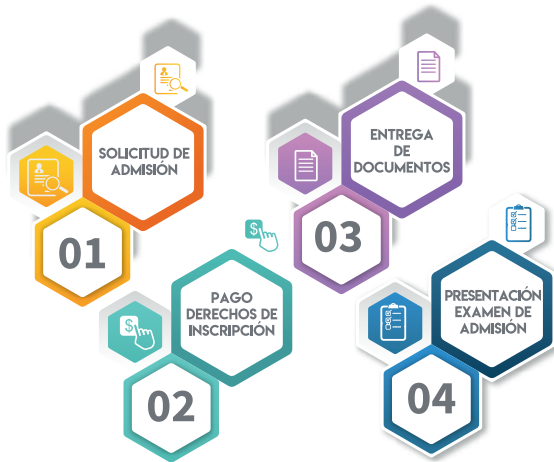 SOLICITUD DE
ADMISIÓN
01
PAGO
DERECHOS DE
INSCRIPCIÓN
$
$
02
ENTREGA
DE
DOCUMENTOS
03
PRESENTACIÓN
EXAMEN DE
ADMISIÓN
04